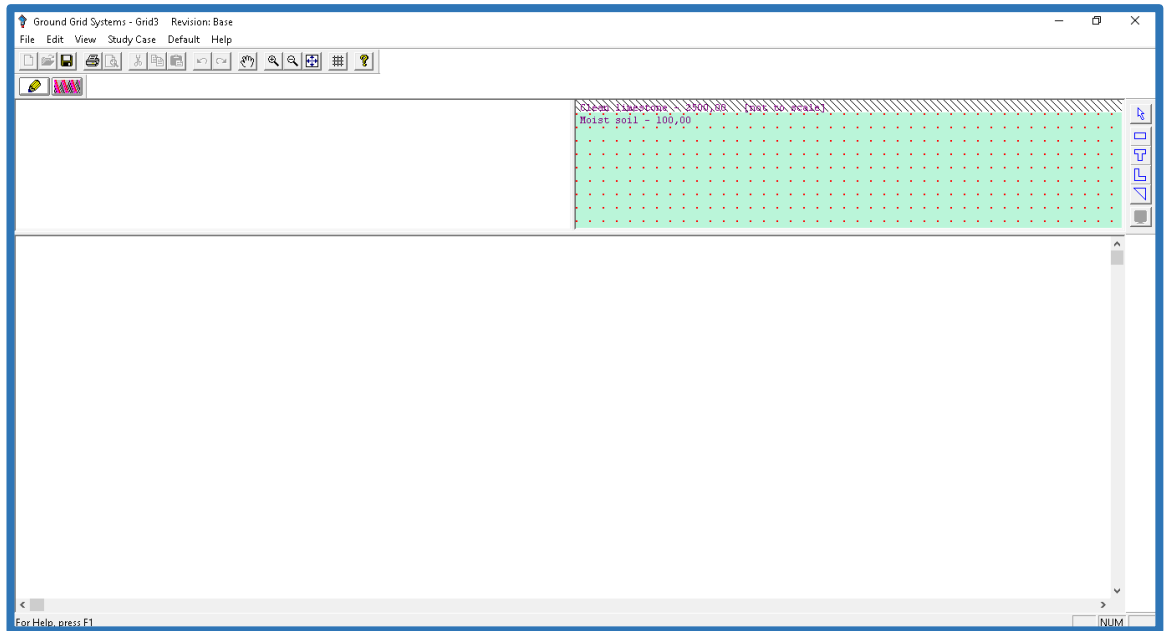 Ground Grid Systems - Grid3 Revision: Base
File Edit View Study Case Default Help
Clean limestone - 2500,00 [not to scale]
Moist soil - 100,00
For Help, press F1
NUM